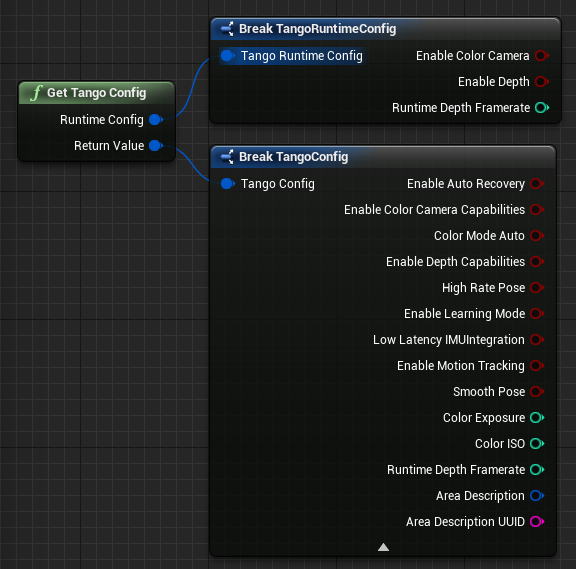 Break TangoRuntimeConfig
Tango Runtime Config
Enable Color Camera
Enable Depth
Runtime Depth Framerate
f Get Tango Config
Runtime Config
Return Value
Break TangoConfig
Tango Config
Enable Auto Recovery
Enable Color Camera Capabilities
Color Mode Auto
Enable Depth Capabilities
High Rate Pose
Enable Learning Mode
Low Latency IMUIntegration
Enable Motion Tracking
Smooth Pose
Color Exposure
Color ISO
Runtime Depth Framerate
Area Description
Area Description UUID